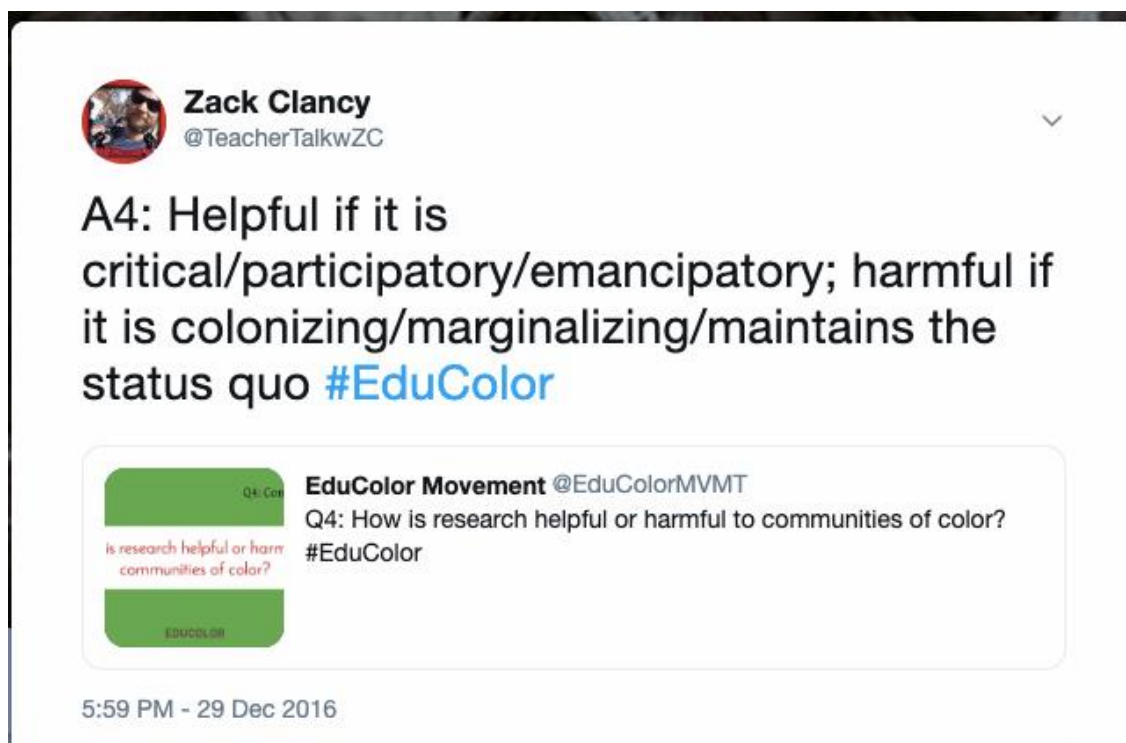 Zack Clancy
@TeacherTalkwZC
A4: Helpful if it is
critical/participatory/emancipatory; harmful if
it is colonizing/marginalizing/maintains the
status quo #EduColor
EduColor Movement @EduColorMVMT
Q4: How is research helpful or harmful to communities of color?
#EduColor
Q4: Com
is research helpful or harm
communities of color?
EDUCOLOR
5:59 PM - 29 Dec 2016